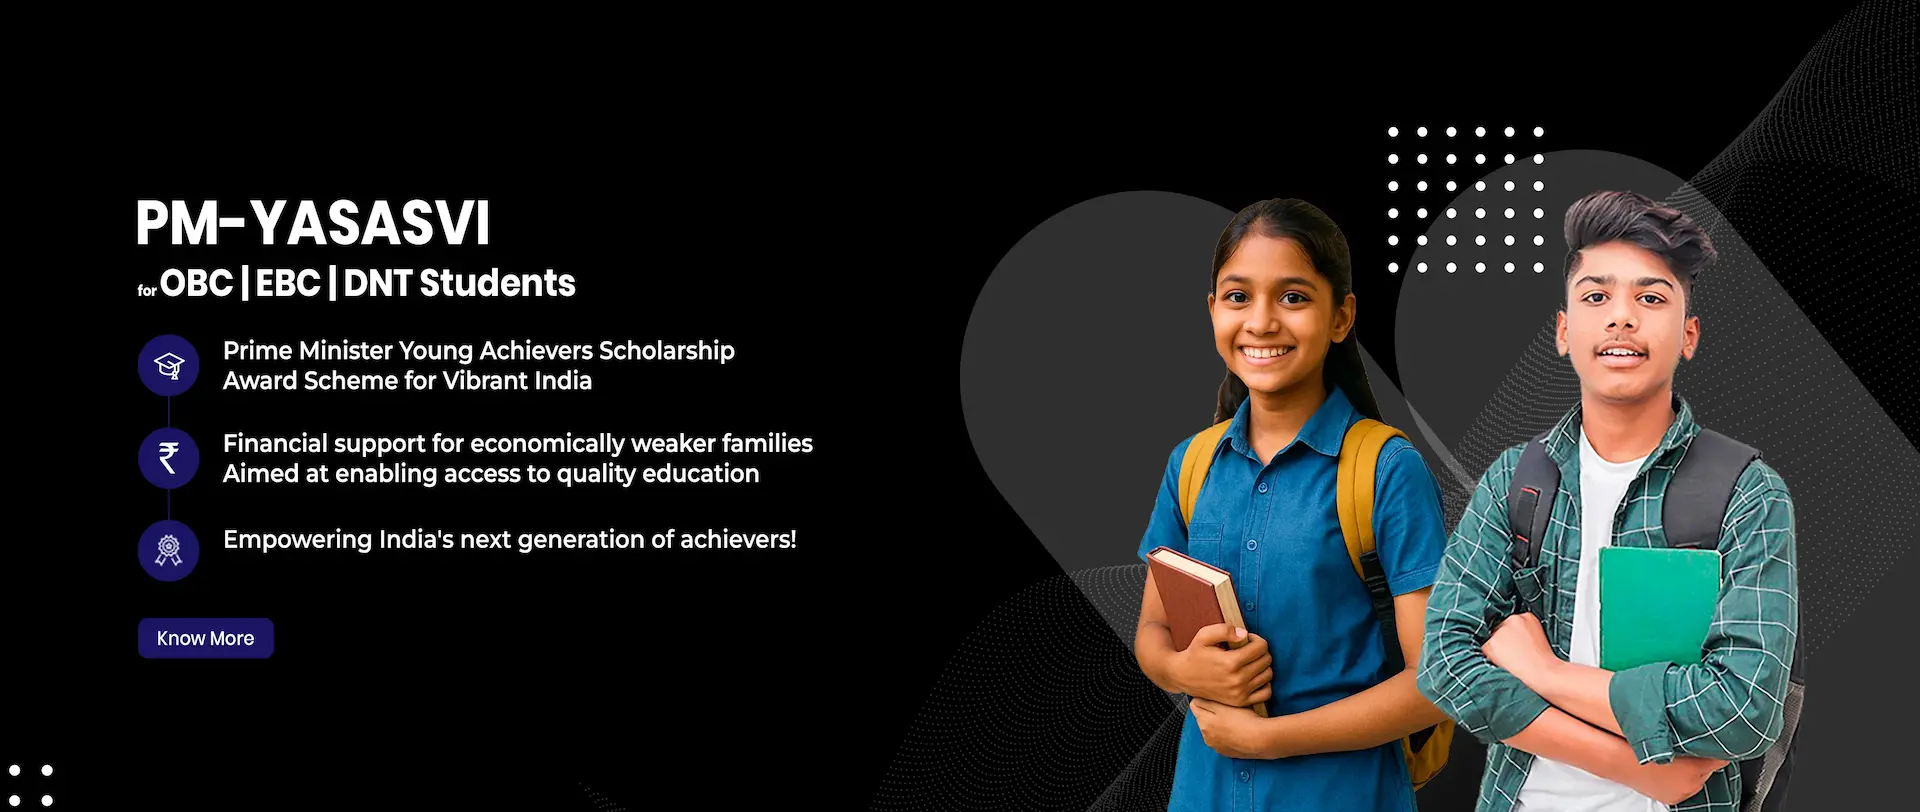 PM-YASASVI
for OBC | EBC | DNT Students
Prime Minister Young Achievers Scholarship
Award Scheme for Vibrant India
₹
Financial support for economically weaker families
Aimed at enabling access to quality education
Empowering India's next generation of achievers!
Know More